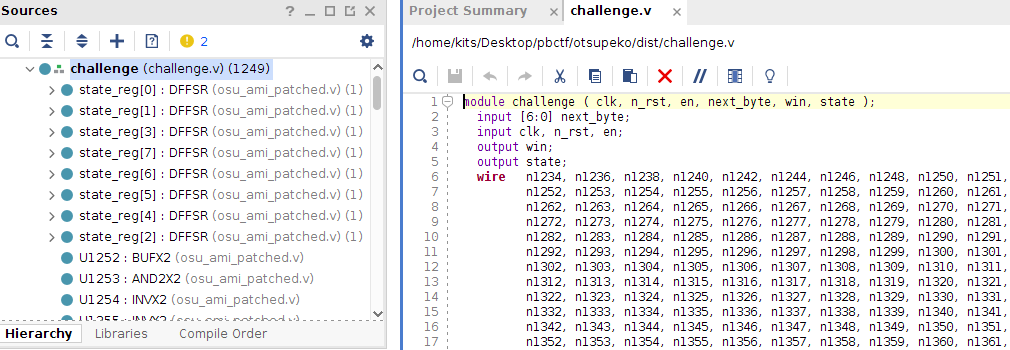 Sources
? _ □ ✕
2
challenge (challenge.v) (1249)
state_reg[0] : DFFSR (osu_ami_patched.v) (1)
state_reg[1] : DFFSR (osu_ami_patched.v) (1)
state_reg[3] : DFFSR (osu_ami_patched.v) (1)
state_reg[7] : DFFSR (osu_ami_patched.v) (1)
state_reg[6] : DFFSR (osu_ami_patched.v) (1)
state_reg[5] : DFFSR (osu_ami_patched.v) (1)
state_reg[4] : DFFSR (osu_ami_patched.v) (1)
state_reg[2] : DFFSR (osu_ami_patched.v) (1)
U1252 : BUFX2 (osu_ami_patched.v)
U1253 : AND2X2 (osu_ami_patched.v)
U1254 : INVX2 (osu_ami_patched.v)
U1255 : INVX2 (osu_ami_patched.v)
Hierarchy Libraries Compile Order
Project Summary × challenge.v ×
/home/kits/Desktop/pbctf/otsupeko/dist/challenge.v
1 module challenge ( clk, n_rst, en, next_byte, win, state );
2 input [6:0] next_byte;
3 input clk, n_rst, en;
4 output win;
5 output state;
6 wire n1234, n1236, n1238, n1240, n1242, n1244, n1246, n1248, n1250, n1251,
7 n1252, n1253, n1254, n1255, n1256, n1257, n1258, n1259, n1260, n1261,
8 n1262, n1263, n1264, n1265, n1266, n1267, n1268, n1269, n1270, n1271,
9 n1272, n1273, n1274, n1275, n1276, n1277, n1278, n1279, n1280, n1281,
10 n1282, n1283, n1284, n1285, n1286, n1287, n1288, n1289, n1290, n1291,
11 n1292, n1293, n1294, n1295, n1296, n1297, n1298, n1299, n1300, n1301,
12 n1302, n1303, n1304, n1305, n1306, n1307, n1308, n1309, n1310, n1311,
13 n1312, n1313, n1314, n1315, n1316, n1317, n1318, n1319, n1320, n1321,
14 n1322, n1323, n1324, n1325, n1326, n1327, n1328, n1329, n1330, n1331,
15 n1332, n1333, n1334, n1335, n1336, n1337, n1338, n1339, n1340, n1341,
16 n1342, n1343, n1344, n1345, n1346, n1347, n1348, n1349, n1350, n1351,
17 n1352, n1353, n1354, n1355, n1356, n1357, n1358, n1359, n1360, n1361,